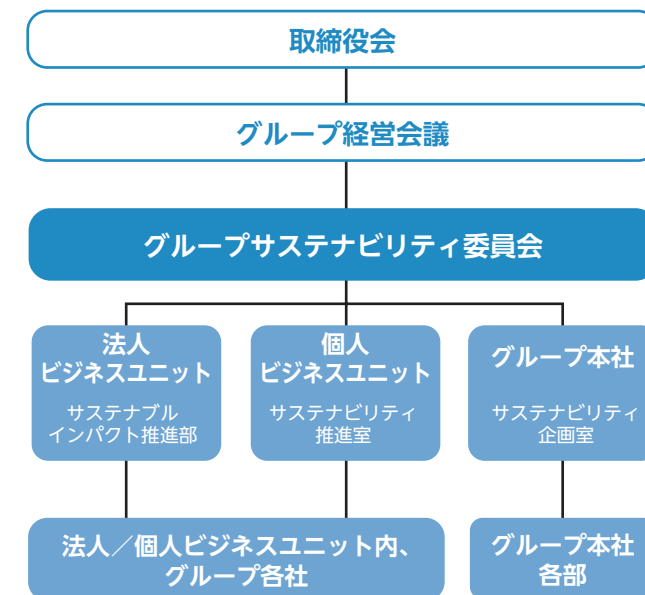 取締役会
グループ経営会議
グループサステナビリティ委員会
法人
ビジネスユニット
サステナブル
インパクト推進部
個人
ビジネスユニット
サステナビリティ
推進室
グループ本社
サステナビリティ
企画室
法人／個人ビジネスユニット内、
グループ各社
グループ本社
各部